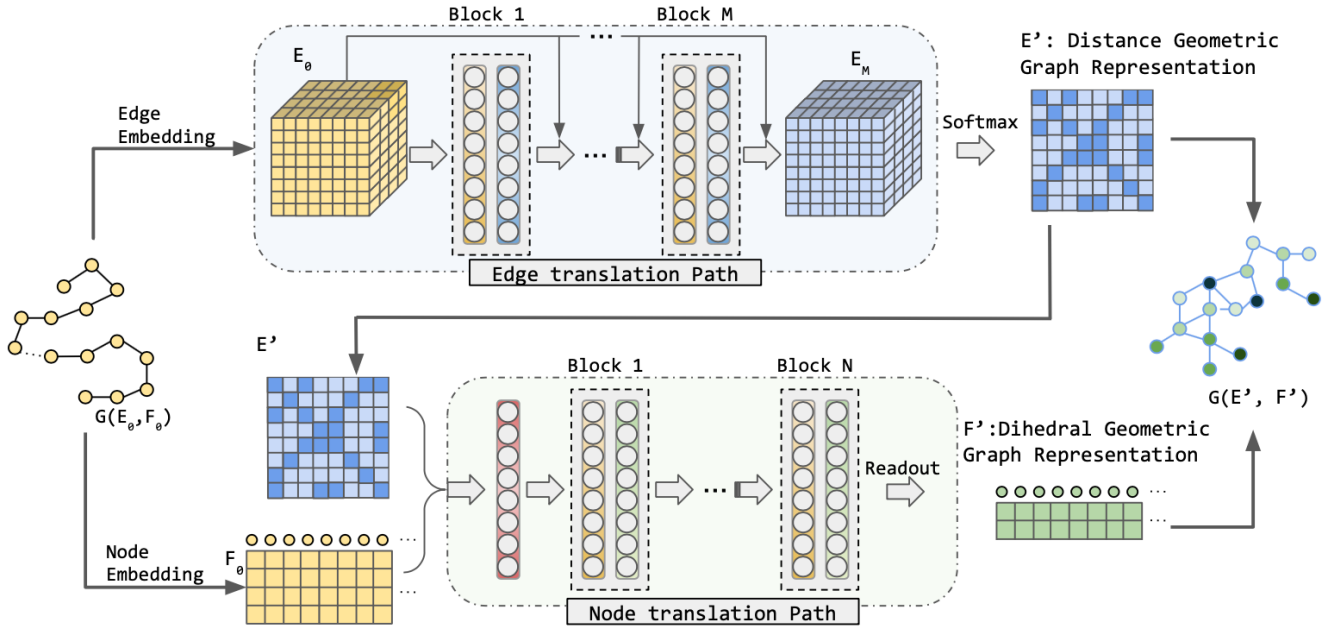 Block 1
Block M
...
E₀
E_M
E’: Distance Geometric
Graph Representation
Edge
Embedding
...
Softmax
Edge translation Path
G(E₀,F₀)
E’
Block 1
Block N
G(E’, F’)
F’:Dihedral Geometric
Graph Representation
Readout
...
...
...
Node
Embedding
F₀
...
...
Node translation Path